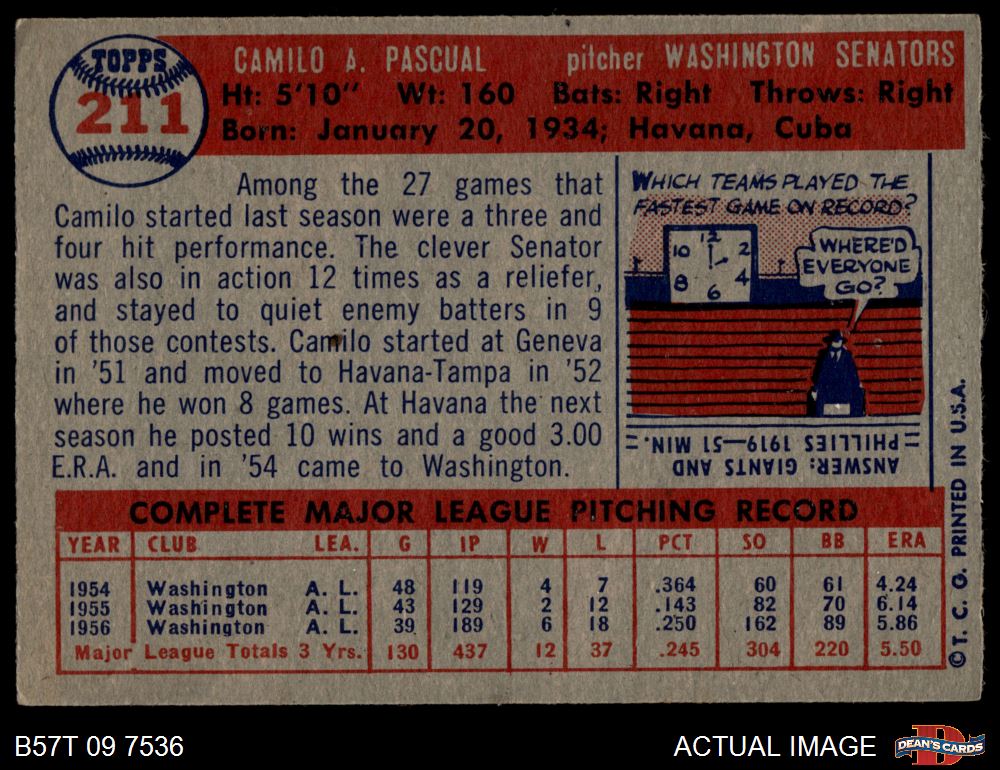 TOPPS
211
CAMILO A. PASCUAL pitcher WASHINGTON SENATORS
Ht: 5'10" Wt: 160 Bats: Right Throws: Right
Born: January 20, 1934; Havana, Cuba
Among the 27 games that
Camilo started last season were a three and
four hit performance. The clever Senator
was also in action 12 times as a reliefer,
and stayed to quiet enemy batters in 9
of those contests. Camilo started at Geneva
in '51 and moved to Havana-Tampa in '52
where he won 8 games. At Havana the next
season he posted 10 wins and a good 3.00
E.R.A. and in '54 came to Washington.
WHICH TEAMS PLAYED THE
FASTEST GAME ON RECORD?
12
10 2
8 4
6
WHERE'D
EVERYONE
GO?
ANSWER: GIANTS AND
PHILLIES 1919—51 MIN.
COMPLETE MAJOR LEAGUE PITCHING RECORD
YEAR CLUB LEA. G IP W L PCT SO BB ERA
1954 Washington A. L. 48 119 4 7 .364 60 61 4.24
1955 Washington A. L. 43 129 2 12 .143 82 70 6.14
1956 Washington A. L. 39 189 6 18 .250 162 89 5.86
Major League Totals 3 Yrs. 130 437 12 37 .245 304 220 5.50
© T. C. G. PRINTED IN U.S.A.
B57T 09 7536
ACTUAL IMAGE
D
DEAN'S CARDS